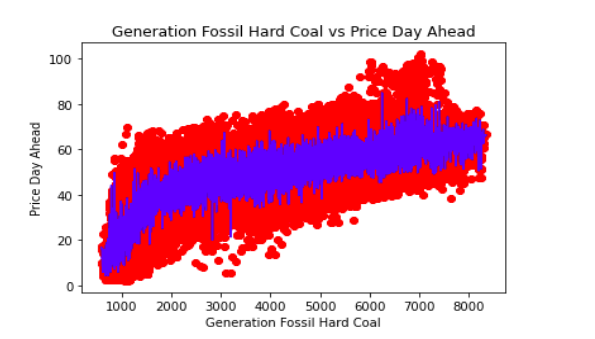 Generation Fossil Hard Coal vs Price Day Ahead
100
80
60
40
20
0
Price Day Ahead
1000 2000 3000 4000 5000 6000 7000 8000
Generation Fossil Hard Coal